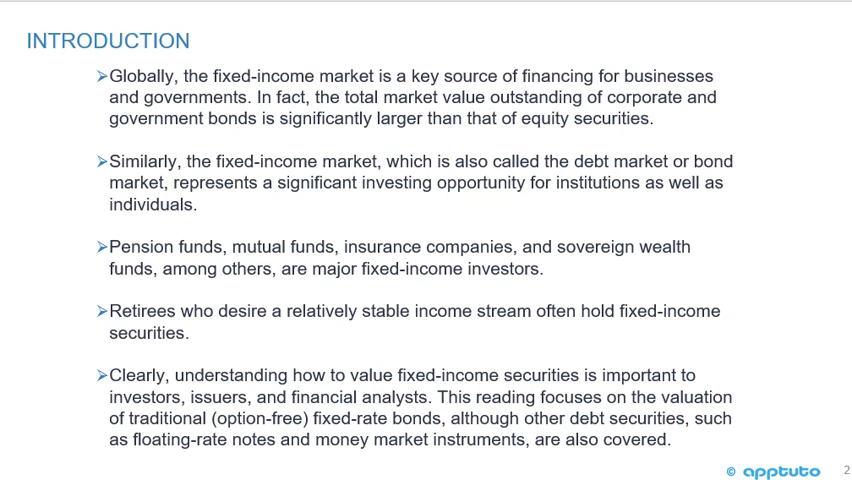 INTRODUCTION
➢Globally, the fixed-income market is a key source of financing for businesses
and governments. In fact, the total market value outstanding of corporate and
government bonds is significantly larger than that of equity securities.
➢Similarly, the fixed-income market, which is also called the debt market or bond
market, represents a significant investing opportunity for institutions as well as
individuals.
➢Pension funds, mutual funds, insurance companies, and sovereign wealth
funds, among others, are major fixed-income investors.
➢Retirees who desire a relatively stable income stream often hold fixed-income
securities.
➢Clearly, understanding how to value fixed-income securities is important to
investors, issuers, and financial analysts. This reading focuses on the valuation
of traditional (option-free) fixed-rate bonds, although other debt securities, such
as floating-rate notes and money market instruments, are also covered.
© apptuto 2